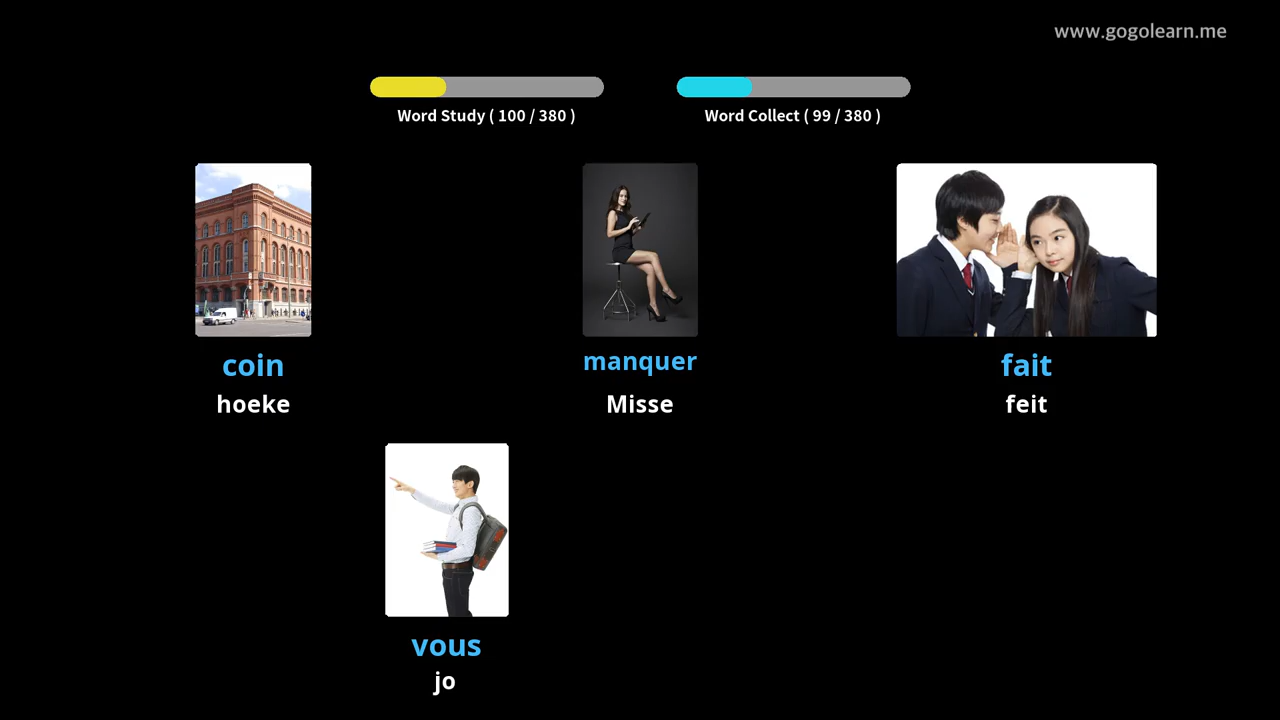 www.gogolearn.me
Word Study ( 100 / 380 )
Word Collect ( 99 / 380 )
coin
hoeke
manquer
Misse
fait
feit
vous
jo